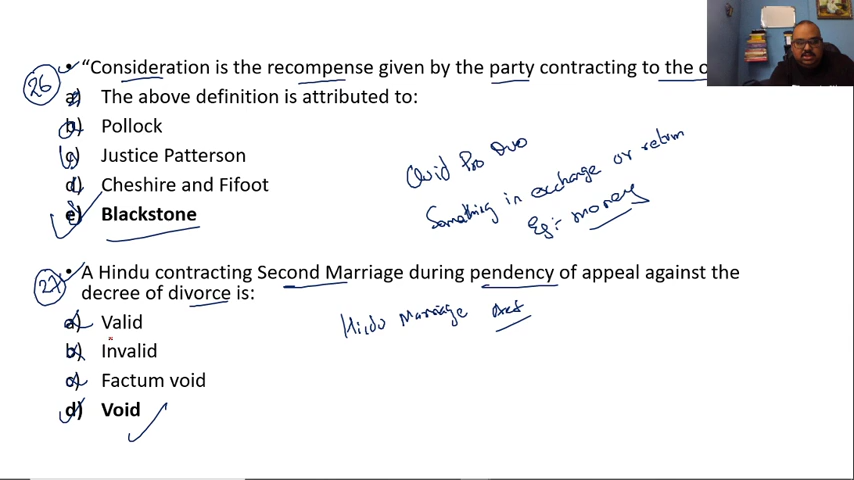 26 • "Consideration is the recompense given by the party contracting to the o
a) The above definition is attributed to:
b) Pollock
c) Justice Patterson
d) Cheshire and Fifoot
e) Blackstone
Quid Pro Quo
Something in exchange or return
Eg:- money
27 • A Hindu contracting Second Marriage during pendency of appeal against the
decree of divorce is:
a) Valid
b) Invalid
c) Factum void
d) Void
Hindu Marriage Act